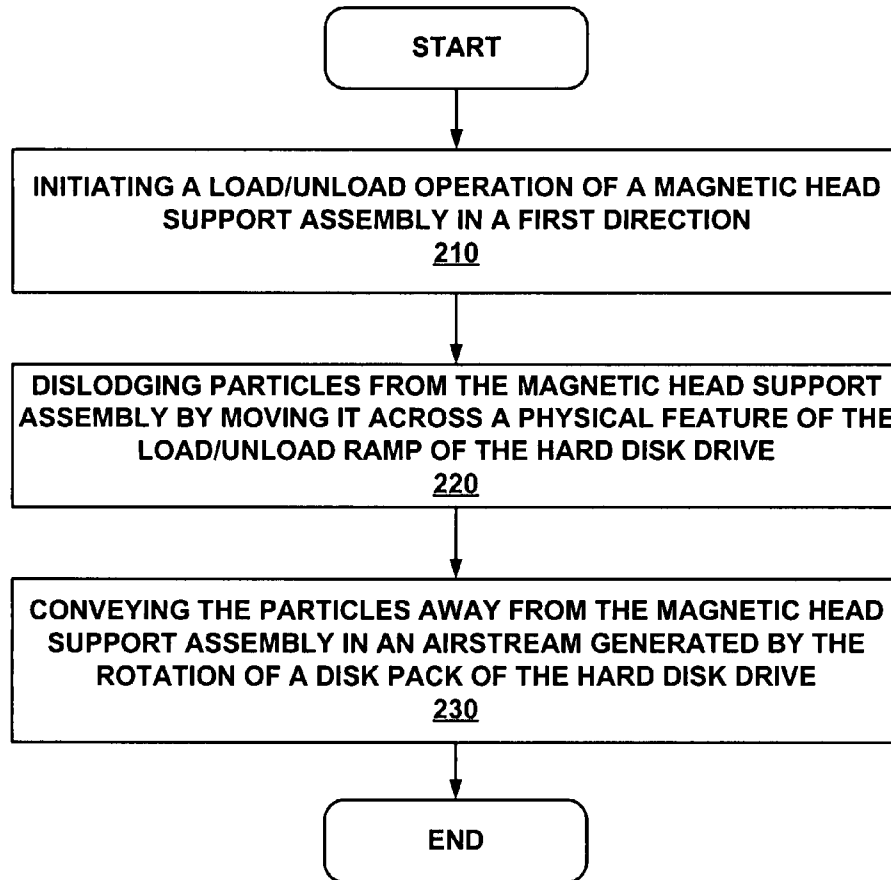 START
INITIATING A LOAD/UNLOAD OPERATION OF A MAGNETIC HEAD
SUPPORT ASSEMBLY IN A FIRST DIRECTION
210
DISLODGING PARTICLES FROM THE MAGNETIC HEAD SUPPORT
ASSEMBLY BY MOVING IT ACROSS A PHYSICAL FEATURE OF THE
LOAD/UNLOAD RAMP OF THE HARD DISK DRIVE
220
CONVEYING THE PARTICLES AWAY FROM THE MAGNETIC HEAD
SUPPORT ASSEMBLY IN AN AIRSTREAM GENERATED BY THE
ROTATION OF A DISK PACK OF THE HARD DISK DRIVE
230
END